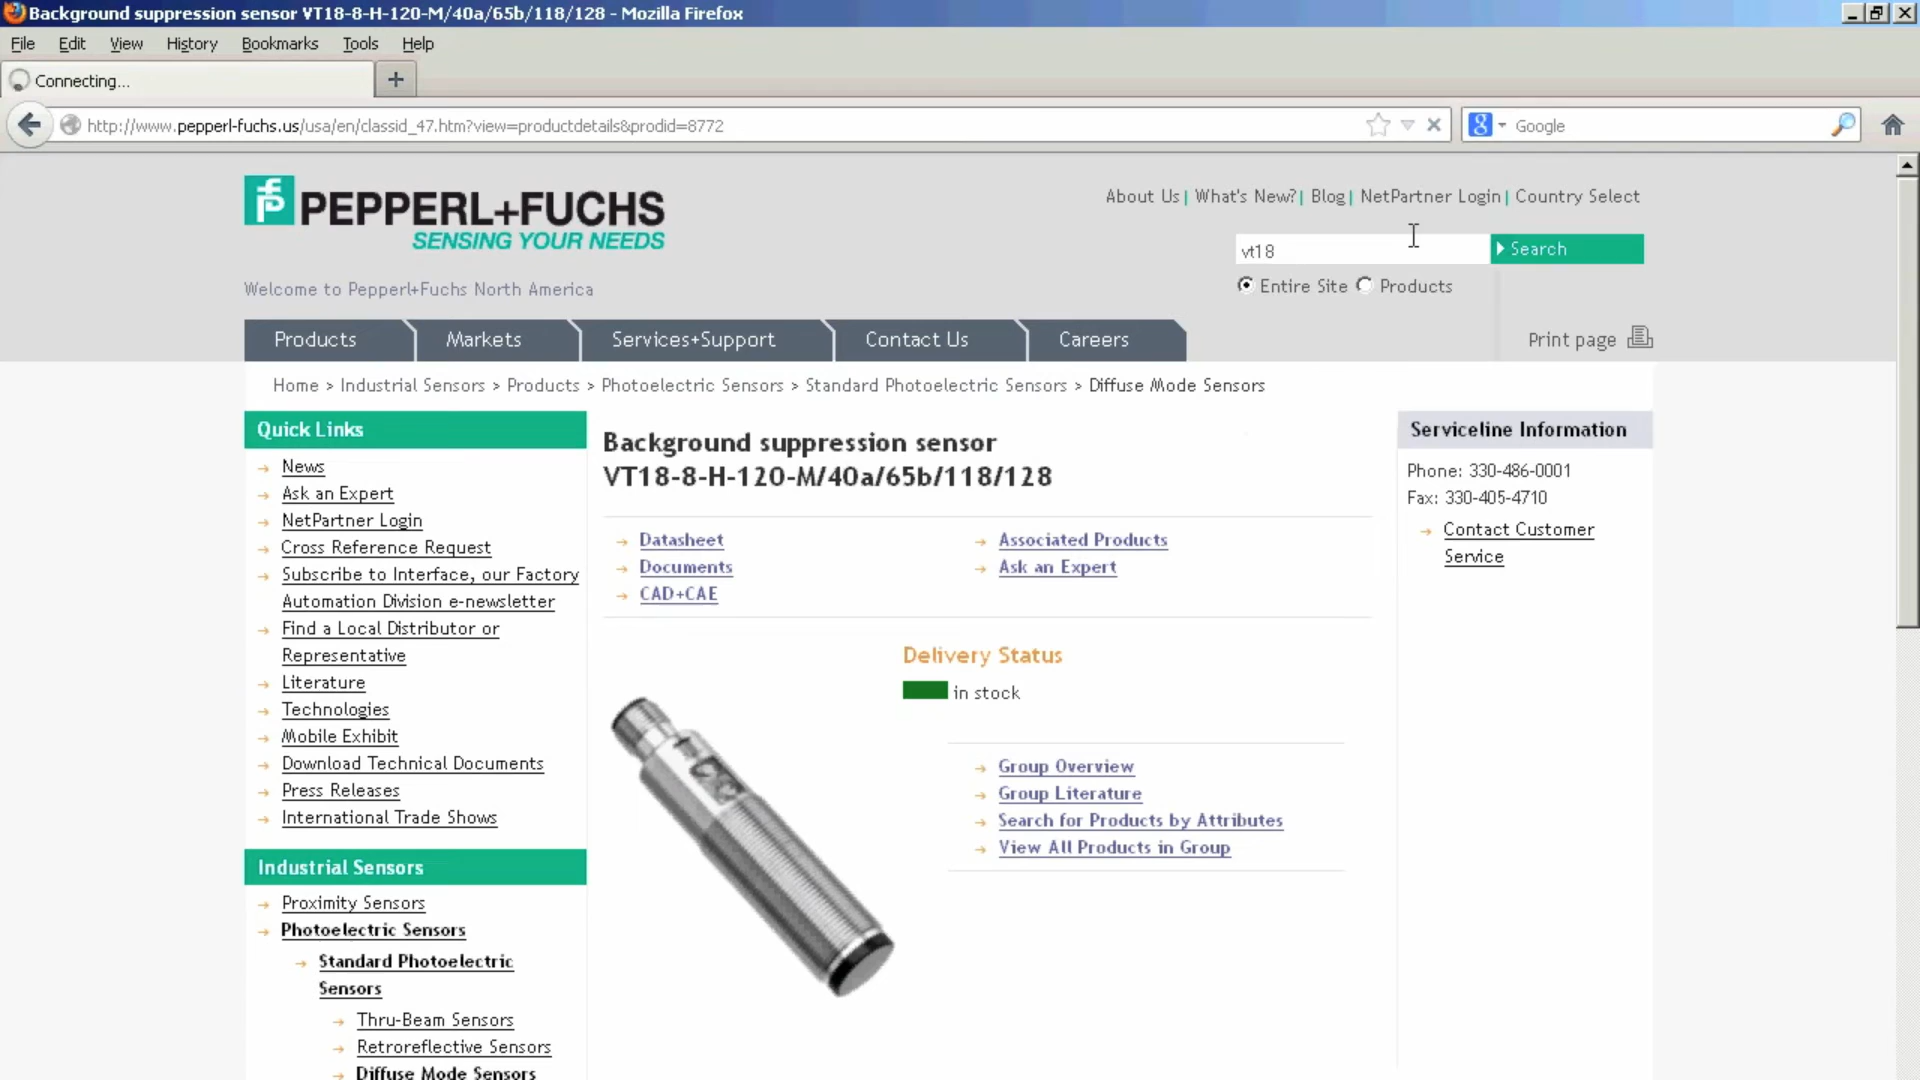 Background suppression sensor VT18-8-H-120-M/40a/65b/118/128 - Mozilla Firefox
File Edit View History Bookmarks Tools Help
Connecting...
http://www.pepperl-fuchs.us/usa/en/classid_47.htm?view=productdetails&prodid=8772
Google
PEPPERL+FUCHS
SENSING YOUR NEEDS
About Us | What's New? | Blog | NetPartner Login | Country Select
vt18
Search
Entire Site Products
Welcome to Pepperl+Fuchs North America
Products Markets Services+Support Contact Us Careers
Print page
Home > Industrial Sensors > Products > Photoelectric Sensors > Standard Photoelectric Sensors > Diffuse Mode Sensors
Quick Links
News
Ask an Expert
NetPartner Login
Cross Reference Request
Subscribe to Interface, our Factory
Automation Division e-newsletter
Find a Local Distributor or
Representative
Literature
Technologies
Mobile Exhibit
Download Technical Documents
Press Releases
International Trade Shows
Industrial Sensors
Proximity Sensors
Photoelectric Sensors
Standard Photoelectric
Sensors
Thru-Beam Sensors
Retroreflective Sensors
Diffuse Mode Sensors
Background suppression sensor
VT18-8-H-120-M/40a/65b/118/128
Datasheet
Documents
CAD+CAE
Associated Products
Ask an Expert
Delivery Status
in stock
Group Overview
Group Literature
Search for Products by Attributes
View All Products in Group
Serviceline Information
Phone: 330-486-0001
Fax: 330-405-4710
Contact Customer
Service